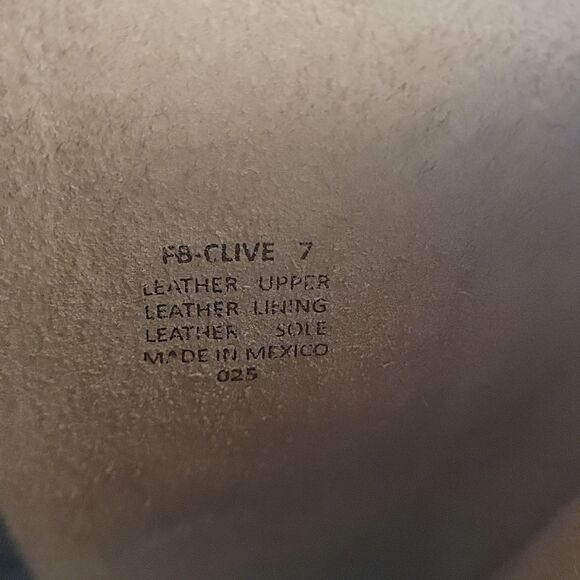 FB-CLIVE 7
LEATHER UPPER
LEATHER LINING
LEATHER SOLE
MADE IN MEXICO
025